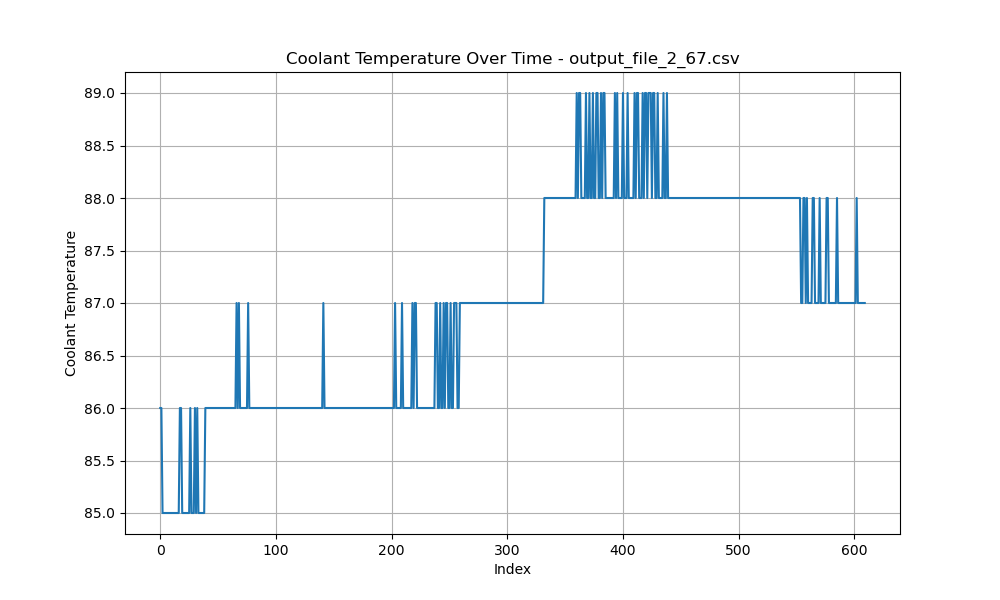 Coolant Temperature Over Time - output_file_2_67.csv
89.0
88.5
88.0
87.5
87.0
86.5
86.0
85.5
85.0
Coolant Temperature
0 100 200 300 400 500 600
Index